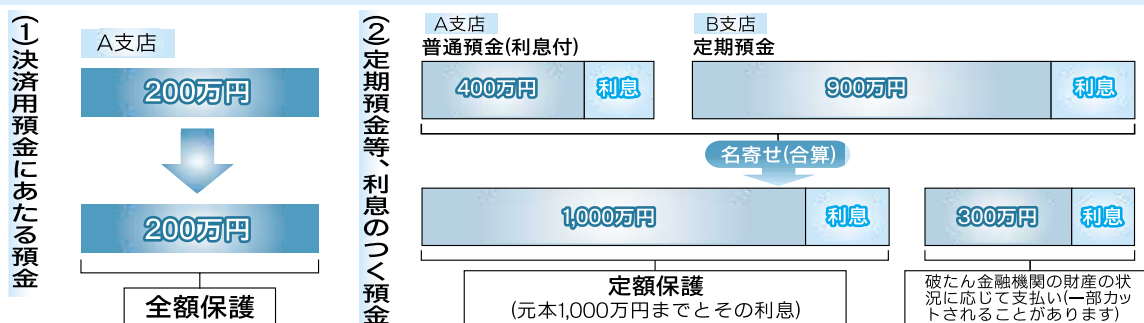 (1)決済用預金にあたる預金
A支店
200万円
200万円
全額保護
(2)定期預金等、利息のつく預金
A支店
普通預金(利息付)
400万円
利息
B支店
定期預金
900万円
利息
名寄せ(合算)
1,000万円
利息
300万円
利息
定額保護
(元本1,000万円までとその利息)
破たん金融機関の財産の状
況に応じて支払い(一部カッ
トされることがあります)